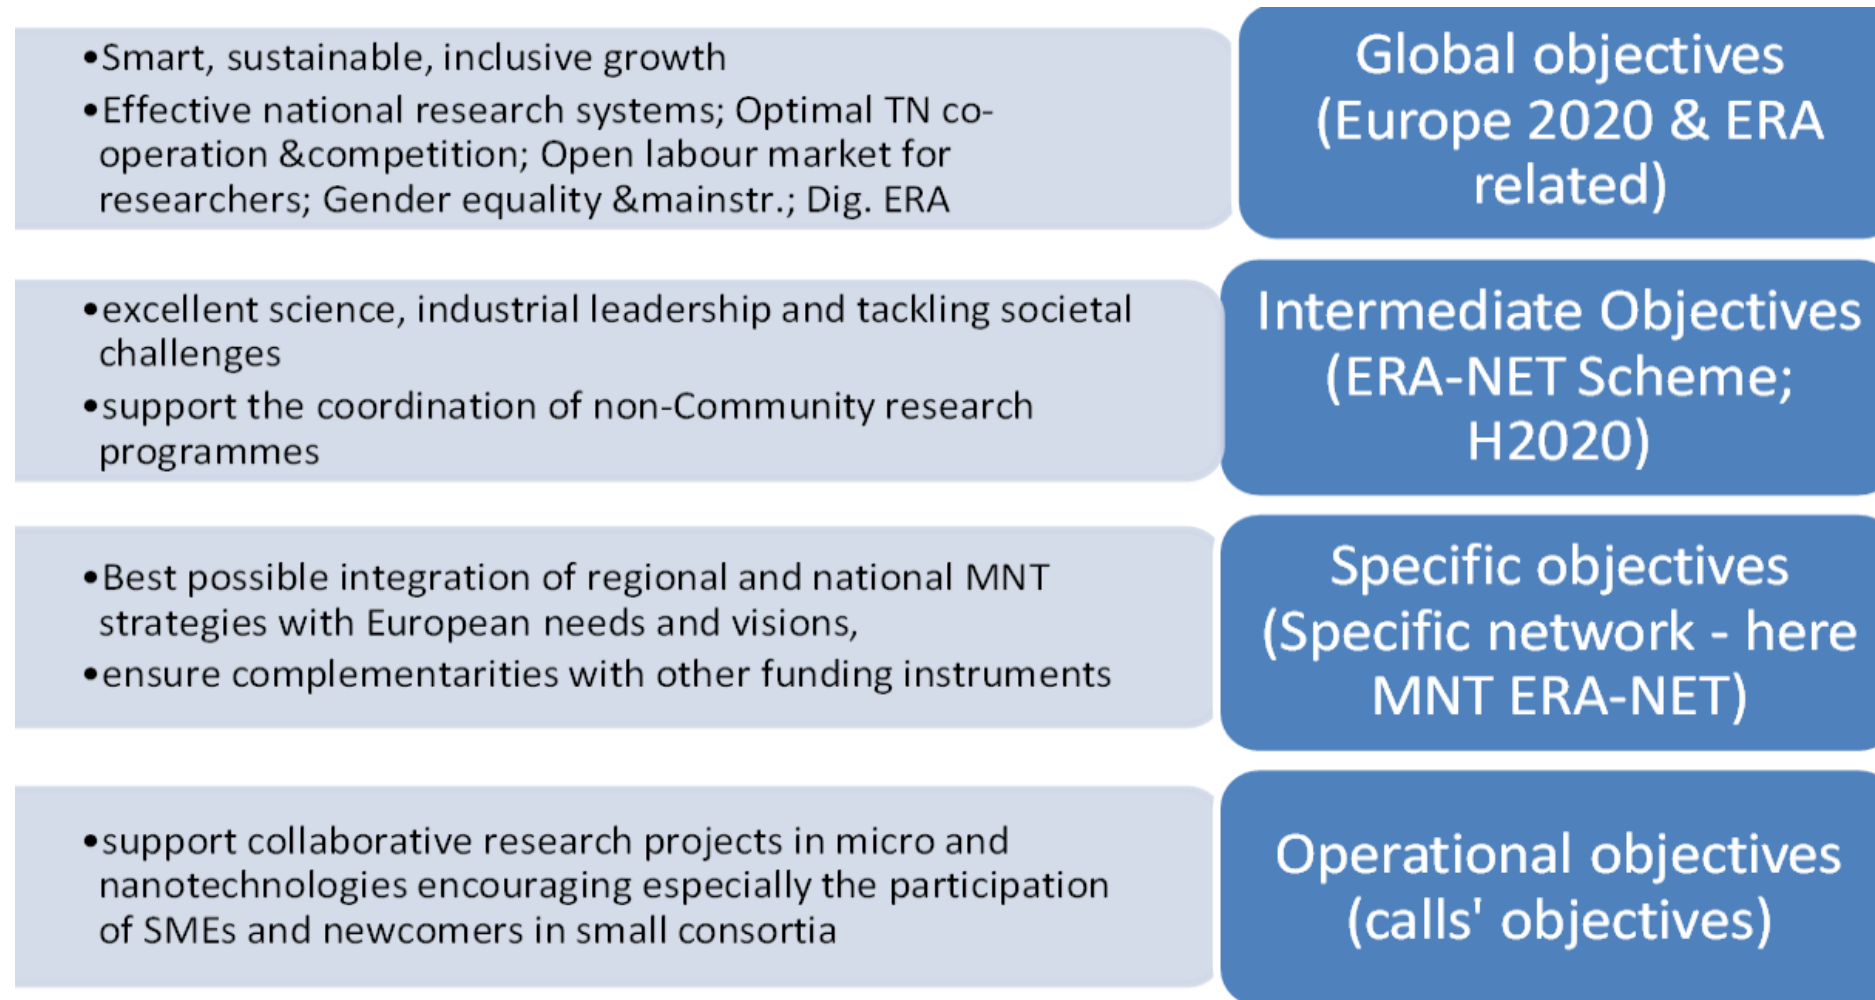 •Smart, sustainable, inclusive growth
•Effective national research systems; Optimal TN co-
operation &competition; Open labour market for
researchers; Gender equality &mainstr.; Dig. ERA
Global objectives
(Europe 2020 & ERA
related)
•excellent science, industrial leadership and tackling societal
challenges
•support the coordination of non-Community research
programmes
Intermediate Objectives
(ERA-NET Scheme;
H2020)
•Best possible integration of regional and national MNT
strategies with European needs and visions,
•ensure complementarities with other funding instruments
Specific objectives
(Specific network - here
MNT ERA-NET)
•support collaborative research projects in micro and
nanotechnologies encouraging especially the participation
of SMEs and newcomers in small consortia
Operational objectives
(calls' objectives)